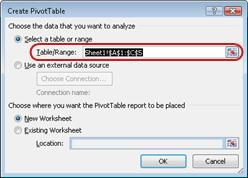 Create PivotTable
Choose the data that you want to analyze
Select a table or range
Table/Range: Sheet1!$A$1:$C$5
Use an external data source
Choose Connection...
Connection name:
Choose where you want the PivotTable report to be placed
New Worksheet
Existing Worksheet
Location:
OK Cancel